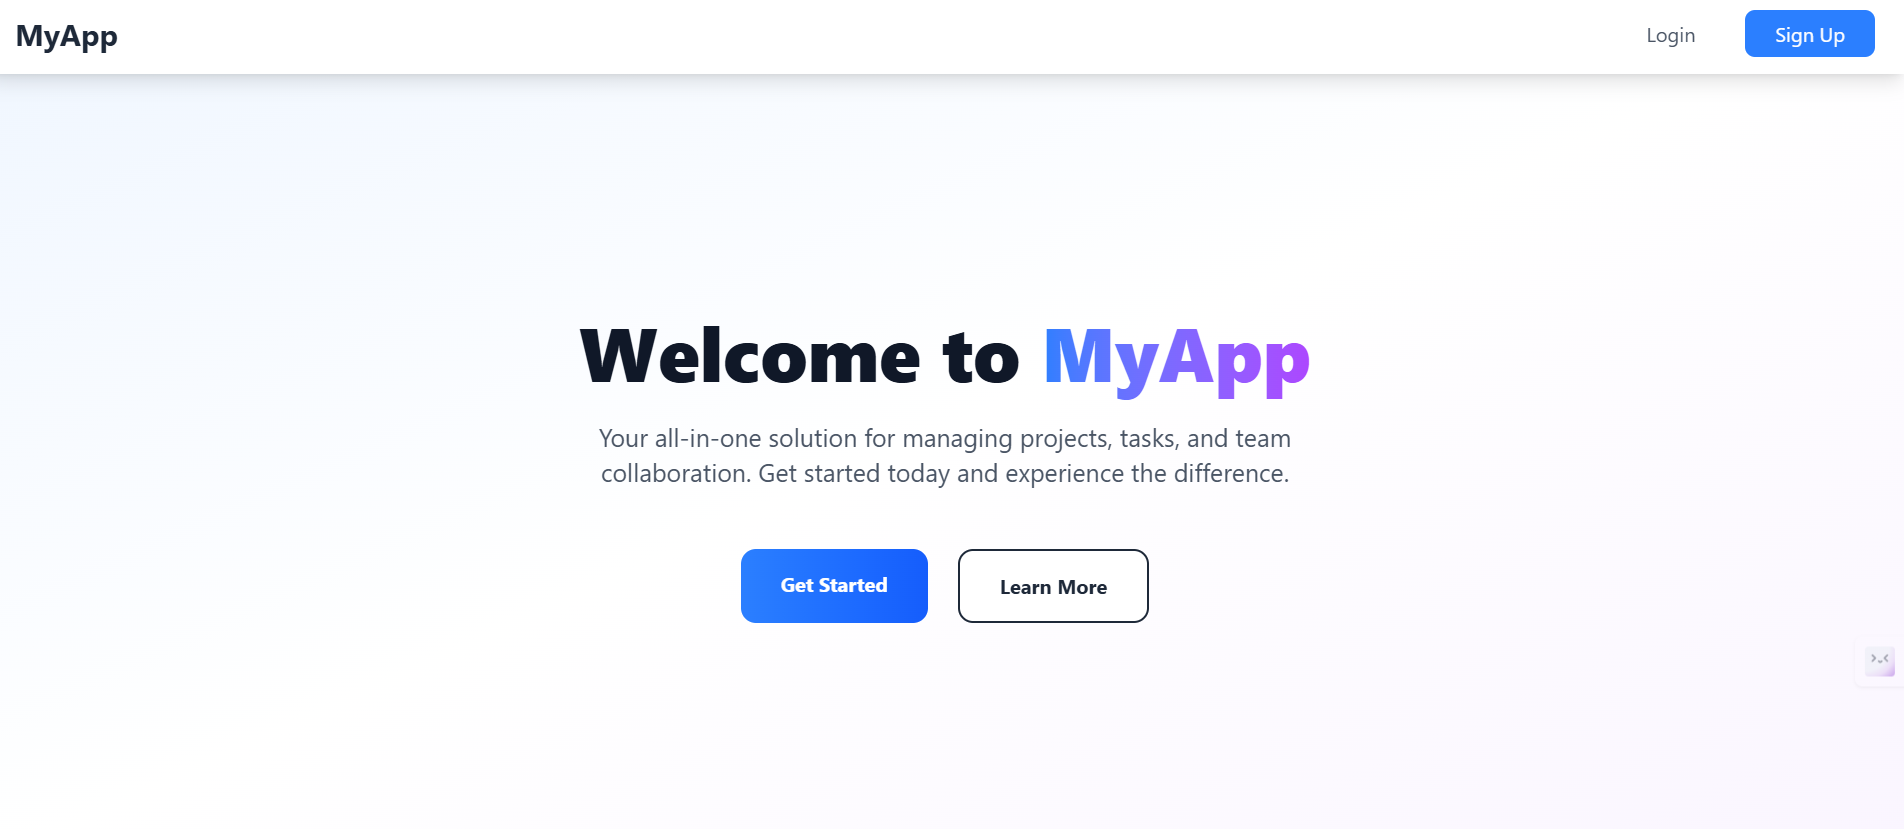 MyApp
Login
Sign Up
Welcome to MyApp
Your all-in-one solution for managing projects, tasks, and team
collaboration. Get started today and experience the difference.
Get Started
Learn More